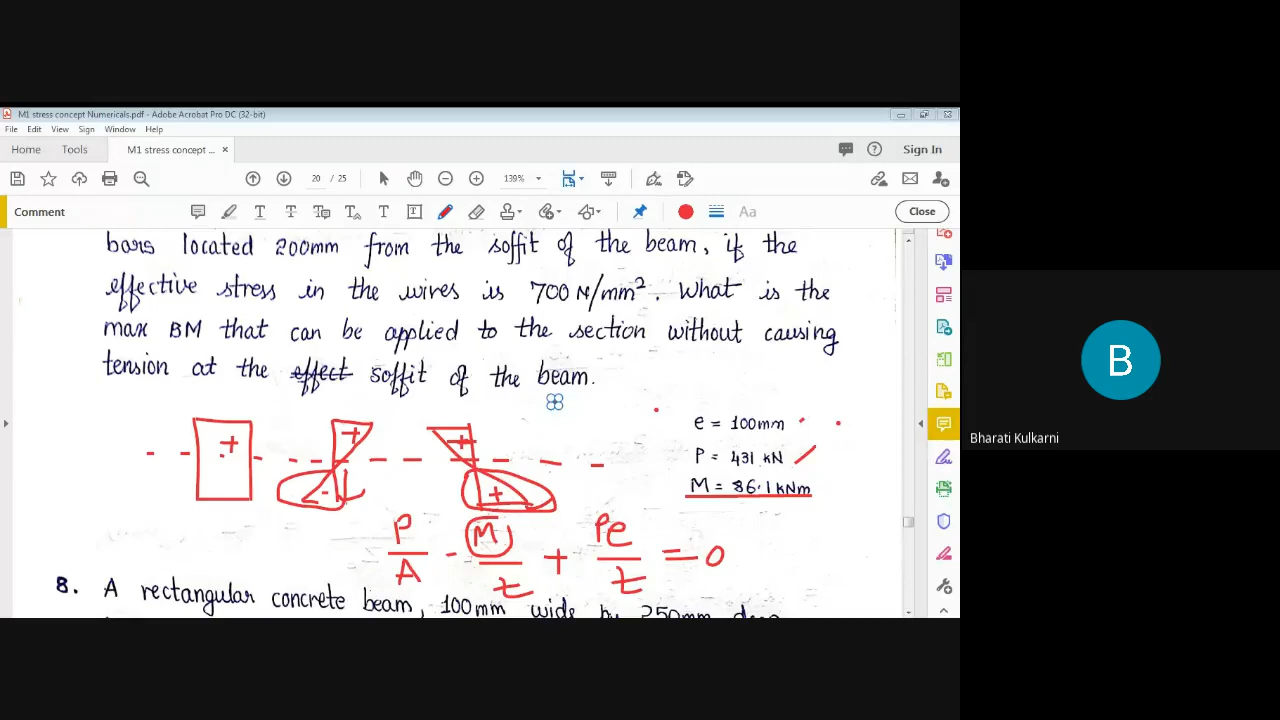 M1 stress concept Numericals.pdf - Adobe Acrobat Pro DC (32-bit)
File Edit View Sign Window Help
Home Tools M1 stress concept ... × Sign In
20 / 25 139%
Comment Close
bars located 200mm from the soffit of the beam, if the
effective stress in the wires is 700 N/mm². What is the
max BM that can be applied to the section without causing
tension at the effect soffit of the beam.
e = 100mm
P = 431 kN
M = 86.1 kNm
P/A - M/Z + Pe/Z = 0
8. A rectangular concrete beam, 100mm wide by 250mm deep
B
Bharati Kulkarni